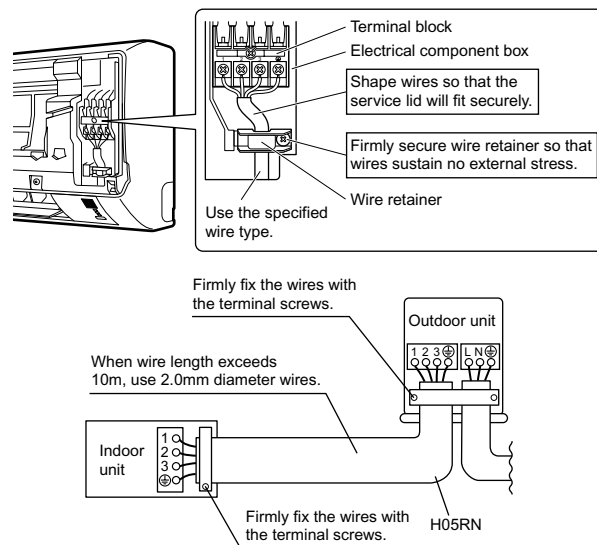 Terminal block
Electrical component box
Shape wires so that the
service lid will fit securely.
Firmly secure wire retainer so that
wires sustain no external stress.
Wire retainer
Use the specified
wire type.
Firmly fix the wires with
the terminal screws.
Outdoor unit
1 2 3
L N
When wire length exceeds
10m, use 2.0mm diameter wires.
Indoor
unit
1
2
3
Firmly fix the wires with
the terminal screws.
H05RN